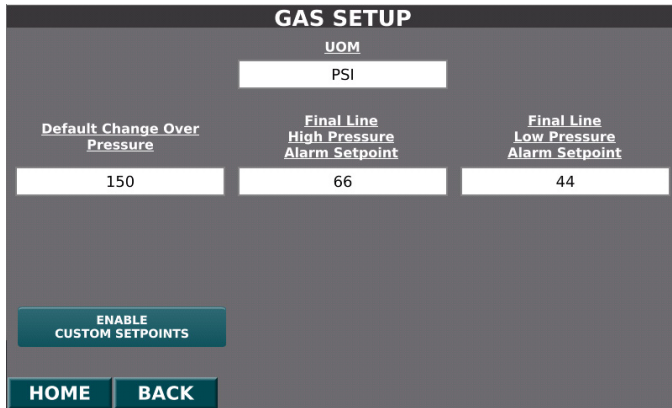 GAS SETUP
UOM
PSI
Default Change Over
Pressure
150
Final Line
High Pressure
Alarm Setpoint
66
Final Line
Low Pressure
Alarm Setpoint
44
ENABLE
CUSTOM SETPOINTS
HOME
BACK